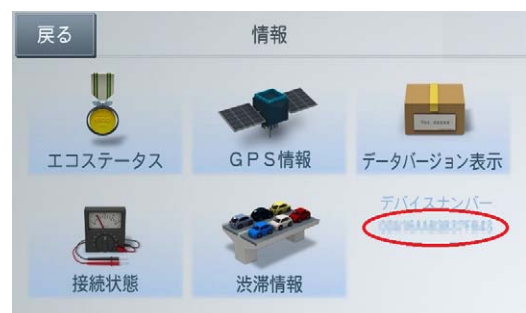 戻る
情報
エコステータス
GPS情報
データバージョン表示
デバイスナンバー
接続状態
渋滞情報